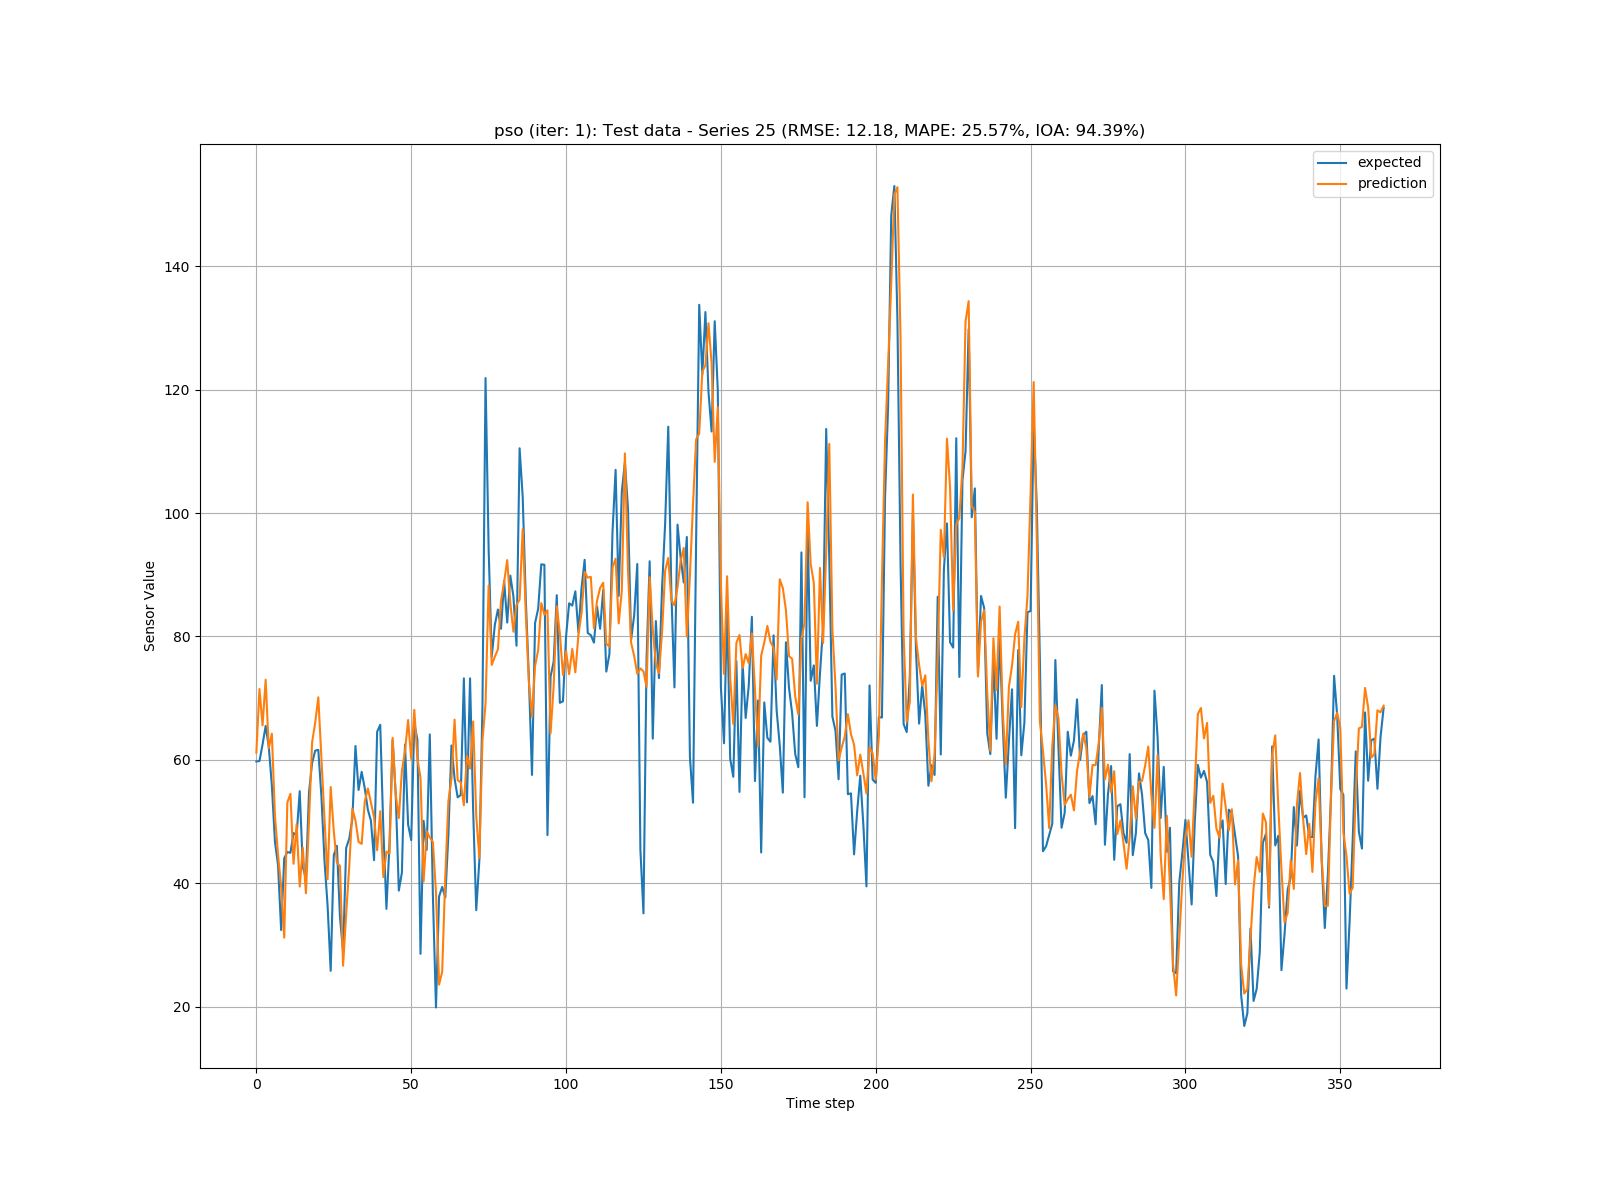 pso (iter: 1): Test data - Series 25 (RMSE: 12.18, MAPE: 25.57%, IOA: 94.39%)
expected
prediction
Sensor Value
140
120
100
80
60
40
20
0 50 100 150 200 250 300 350
Time step